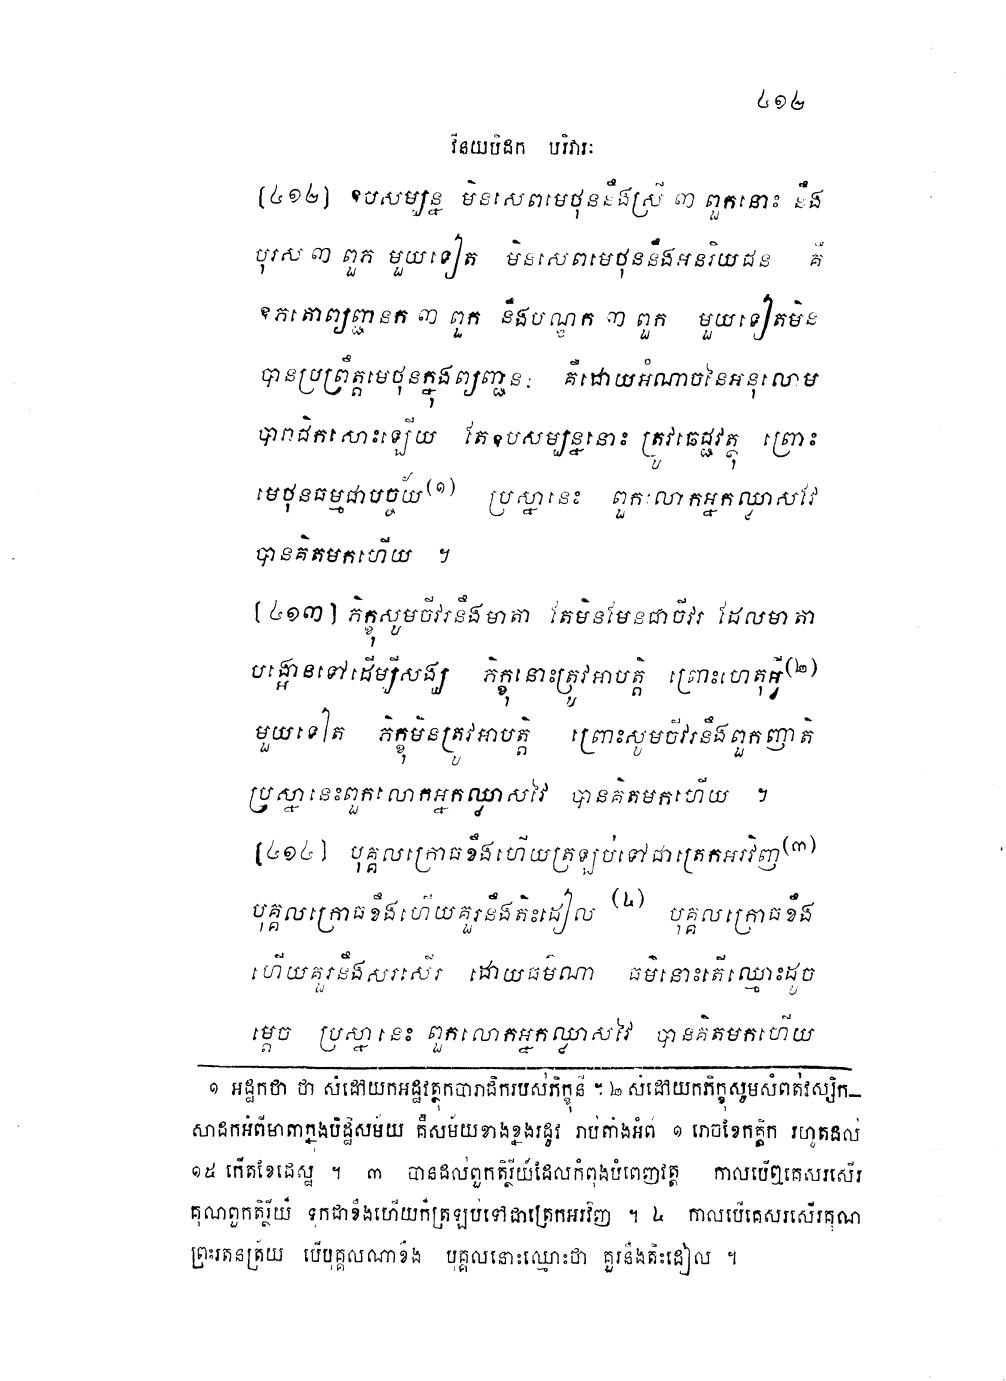 ៤១២
វិនយបិដក បរិវារៈ
(៤១២) ឧបសម្បន្ន មិនសេពមេថុននឹងស្រី ៣ ពួកនោះ នឹង
បុរស ៣ ពួក មួយទៀត មិនសេពមេថុននឹងអនរិយជន គឺ
ឧភតោព្យញ្ជានក ៣ ពួក នឹងបណ្ឌក ៣ ពួក មួយទៀតមិន
បានប្រព្រឹត្តមេថុនក្នុងព្យញ្ជនៈ គឺដោយអំណាចនៃអនុលោម
បារាជិកសោះឡើយ តែឧបសម្បន្ននោះ ត្រូវឆេជ្ជវត្ថុ ព្រោះ
មេថុនធម្មជាបច្ច័យ(១) ប្រស្នានេះ ពួកលោកអ្នកឈ្លាសវៃ
បានគិតមកហើយ ។
(៤១៣) ភិក្ខុសូមចីវរនឹងមាតា តែមិនមែនជាចីវរ ដែលមាតា
បង្អោនទៅដើម្បីសង្ឃ ភិក្ខុនោះត្រូវអាបត្តិ ព្រោះហេតុអ្វី(២)
មួយទៀត ភិក្ខុមិនត្រូវអាបត្តិ ព្រោះសូមចីវរនឹងពួកញាតិ
ប្រស្នានេះពួកលោកអ្នកឈ្លាសវៃ បានគិតមកហើយ ។
(៤១៤) បុគ្គលក្រោធខឹងហើយត្រឡប់ទៅជាត្រេកអរវិញ(៣)
បុគ្គលក្រោធខឹងហើយគួរនឹងតិះដៀល (៤) បុគ្គលក្រោធខឹង
ហើយគួរនឹងសរសើរ ដោយធម៌ណា ធម៌នោះតើឈ្មោះដូច
ម្តេច ប្រស្នានេះ ពួកលោកអ្នកឈ្លាសវៃ បានគិតមកហើយ
១ អដ្ឋកថា ថា សំដៅយកអដ្ឋវត្ថុកបារាជិករបស់ភិក្ខុនី ។ ២ សំដៅយកភិក្ខុសូមសំពត់វស្សិក-
សាដកអំពីមាតាក្នុងបិដ្ឋិសម័យ គឺសម័យខាងខ្នងរដូវ រាប់តាំងអំពី ១ រោចខែកត្តិក រហូតដល់
១៥ កើតខែជេស្ឋ ។ ៣ បានដល់ពួកតិរ្ថីយ៍ដែលកំពុងបំពេញវត្ត កាលបើឮគេសរសើរ
គុណពួកតិរ្ថីយ៍ ទុកជាខឹងហើយក៏ត្រឡប់ទៅជាត្រេកអរវិញ ។ ៤ កាលបើគេសរសើរគុណ
ព្រះរតនត្រ័យ បើបុគ្គលណាខឹង បុគ្គលនោះឈ្មោះថា គួរនឹងតិះដៀល ។